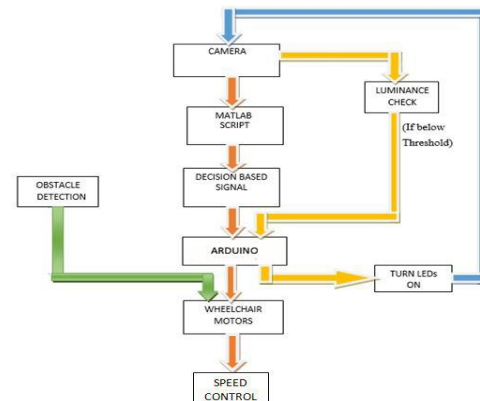 CAMERA
LUMINANCE
CHECK
MATLAB
SCRIPT
(If below
Threshold)
DECISION BASED
SIGNAL
OBSTACLE
DETECTION
ARDUINO
TURN LEDs
ON
WHEELCHAIR
MOTORS
SPEED
CONTROL